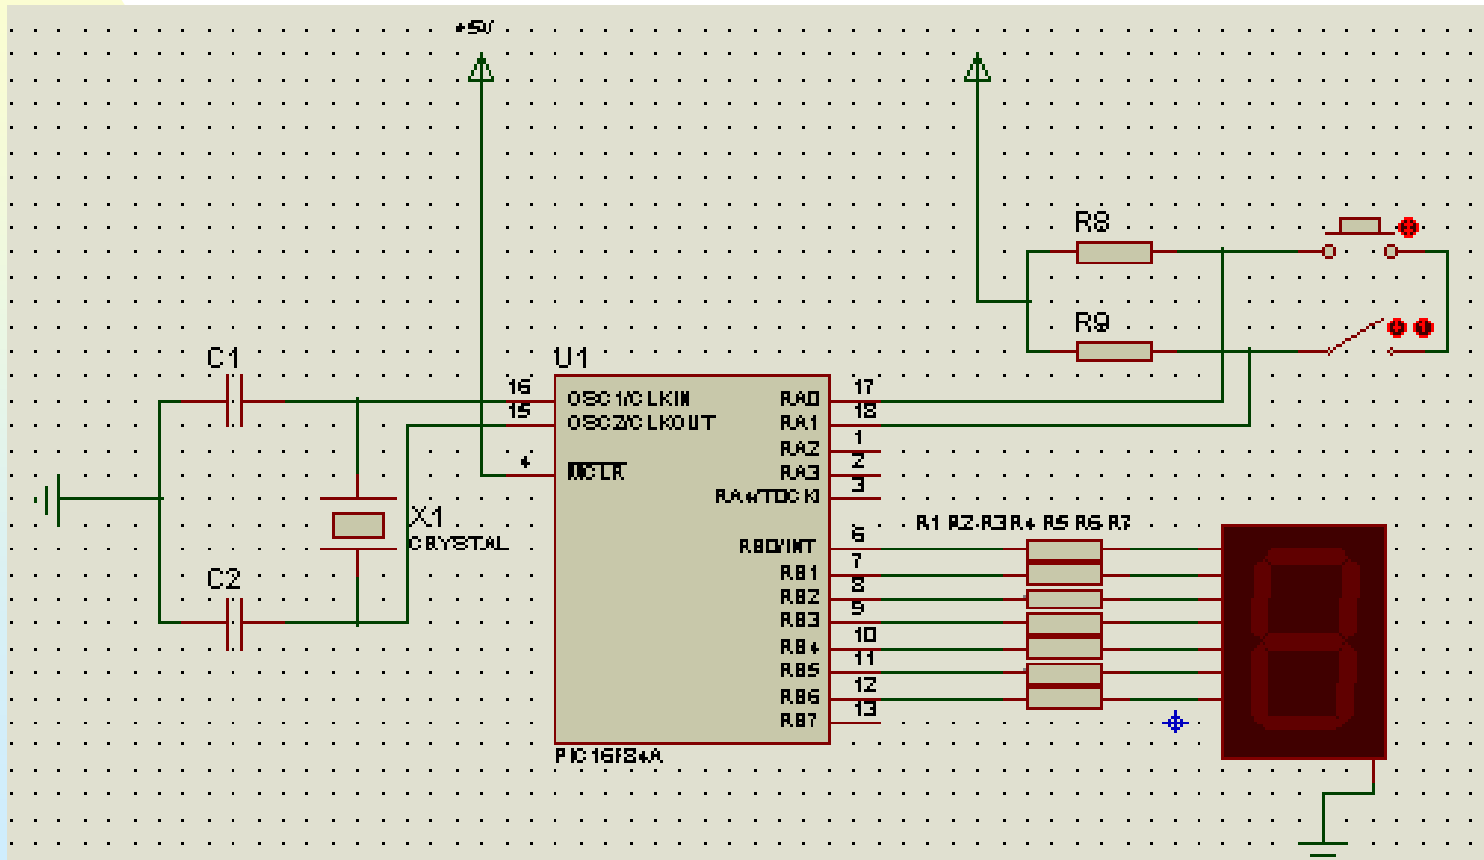 +5V
R8
R9
C1
U1
16
15
4
OSC1/CLKIN
OSC2/CLKOUT
MCLR
RA0
RA1
RA2
RA3
RA4/T0CKI
17
18
1
2
3
X1
CRYSTAL
C2
R1 R2 R3 R4 R5 R6 R7
RB0/INT
RB1
RB2
RB3
RB4
RB5
RB6
RB7
6
7
8
9
10
11
12
13
PIC16F84A